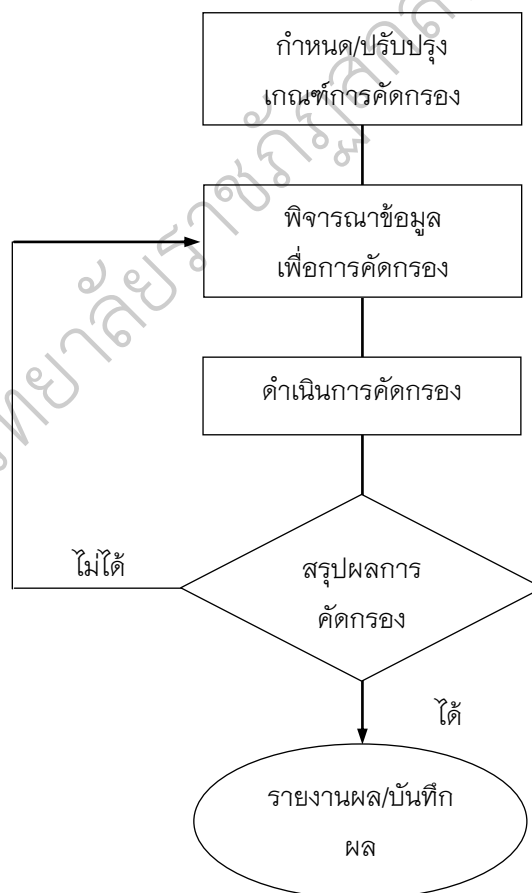 กำหนด/ปรับปรุง
เกณฑ์การคัดกรอง
พิจารณาข้อมูล
เพื่อการคัดกรอง
ดำเนินการคัดกรอง
ไม่ได้
สรุปผลการ
คัดกรอง
ได้
รายงานผล/บันทึก
ผล